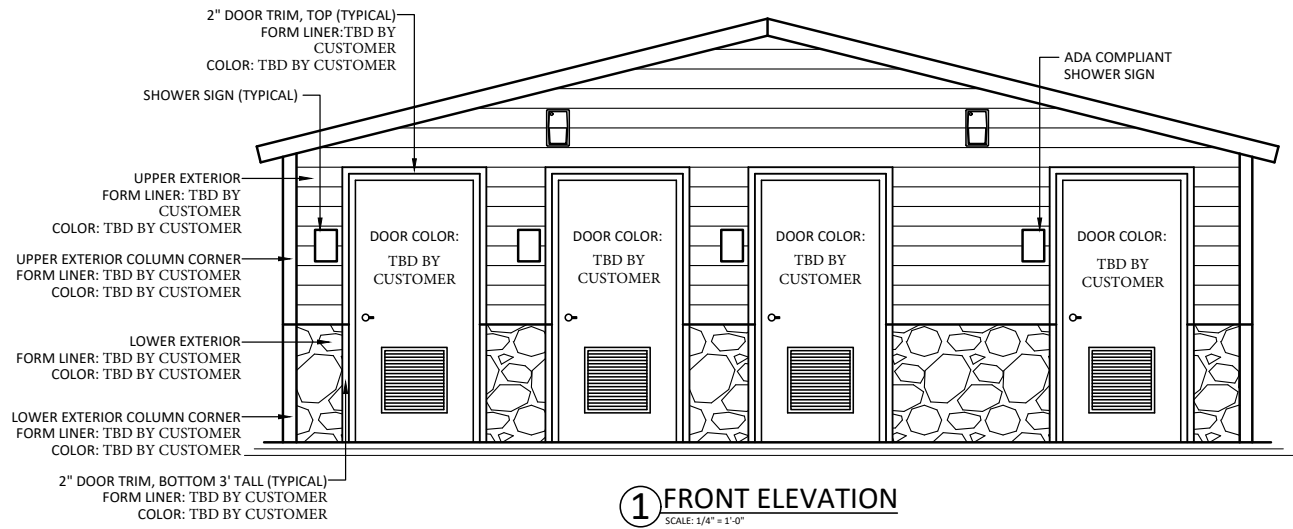 2" DOOR TRIM, TOP (TYPICAL)
FORM LINER:TBD BY
CUSTOMER
COLOR: TBD BY CUSTOMER
SHOWER SIGN (TYPICAL)
ADA COMPLIANT
SHOWER SIGN
UPPER EXTERIOR
FORM LINER: TBD BY
CUSTOMER
COLOR: TBD BY CUSTOMER
UPPER EXTERIOR COLUMN CORNER
FORM LINER: TBD BY CUSTOMER
COLOR: TBD BY CUSTOMER
LOWER EXTERIOR
FORM LINER: TBD BY CUSTOMER
COLOR: TBD BY CUSTOMER
LOWER EXTERIOR COLUMN CORNER
FORM LINER: TBD BY CUSTOMER
COLOR: TBD BY CUSTOMER
2" DOOR TRIM, BOTTOM 3' TALL (TYPICAL)
FORM LINER: TBD BY CUSTOMER
COLOR: TBD BY CUSTOMER
DOOR COLOR:
TBD BY
CUSTOMER
DOOR COLOR:
TBD BY
CUSTOMER
DOOR COLOR:
TBD BY
CUSTOMER
DOOR COLOR:
TBD BY
CUSTOMER
1 FRONT ELEVATION
SCALE: 1/4" = 1'-0"